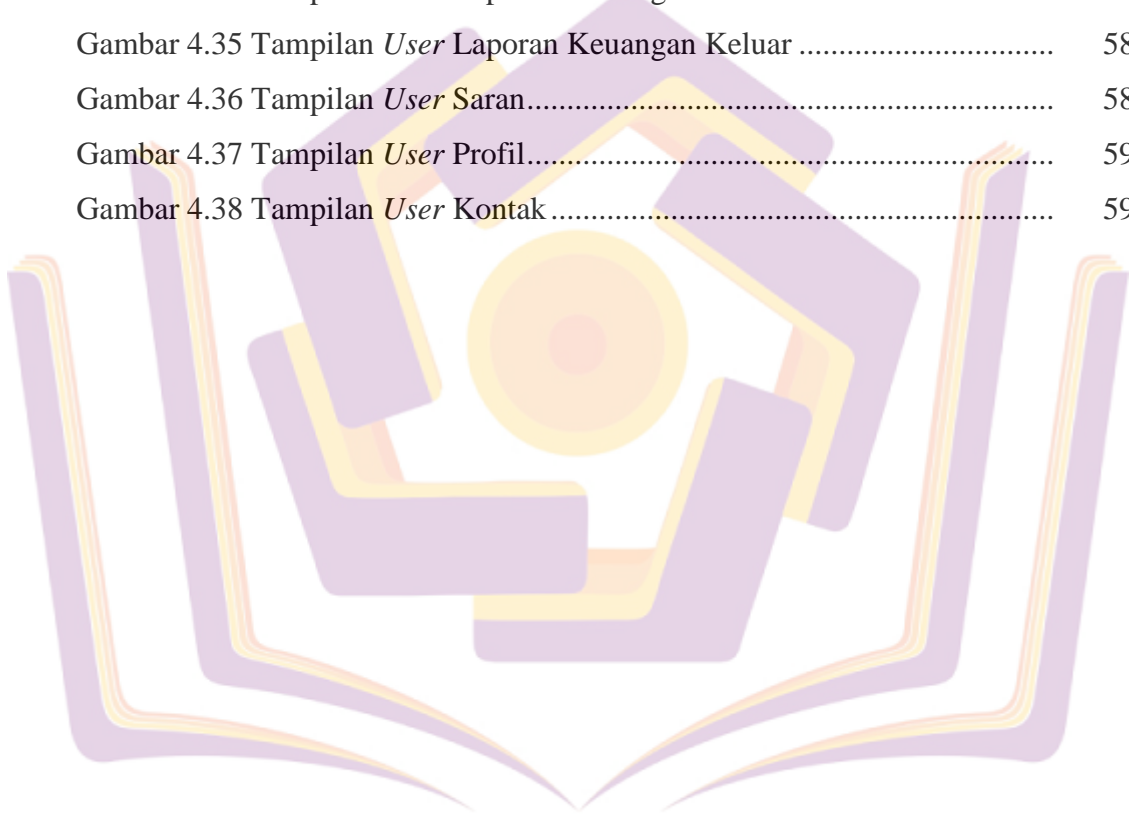 Gambar 4.35 Tampilan User Laporan Keuangan Keluar ................................ 58
Gambar 4.36 Tampilan User Saran.................................................................. 58
Gambar 4.37 Tampilan User Profil.................................................................. 59
Gambar 4.38 Tampilan User Kontak ............................................................... 59